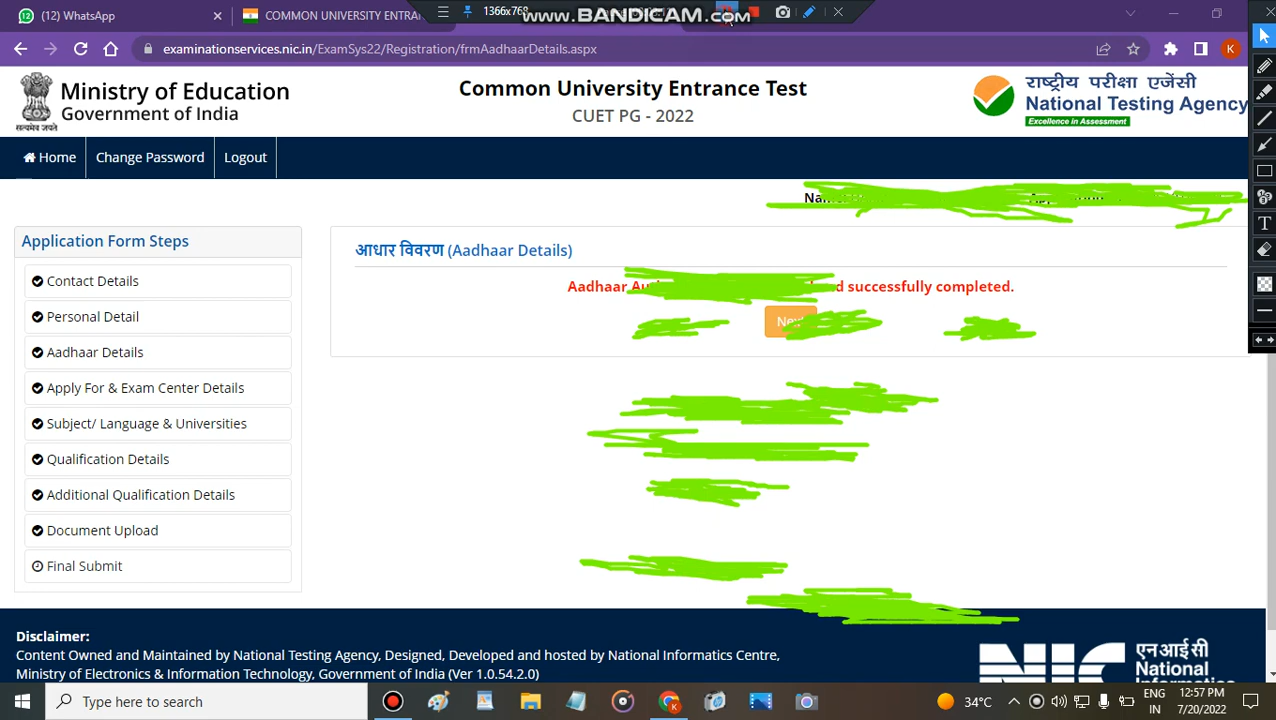 (12) WhatsApp
COMMON UNIVERSITY ENTRA
1366x768
www.BANDICAM.com
examinationservices.nic.in/ExamSys22/Registration/frmAadhaarDetails.aspx
K
सत्यमेव जयते
Ministry of Education
Government of India
Common University Entrance Test
CUET PG - 2022
राष्ट्रीय परीक्षा एजेंसी
National Testing Agency
Excellence in Assessment
Home
Change Password
Logout
Application Form Steps
Contact Details
Personal Detail
Aadhaar Details
Apply For & Exam Center Details
Subject/ Language & Universities
Qualification Details
Additional Qualification Details
Document Upload
Final Submit
आधार विवरण (Aadhaar Details)
Aadhaar successfully completed.
Next
Disclaimer:
Content Owned and Maintained by National Testing Agency, Designed, Developed and hosted by National Informatics Centre,
Ministry of Electronics & Information Technology, Government of India (Ver 1.0.54.2.0)
NIC
एनआईसी
National
Informatics
Type here to search
34°C
ENG
IN
12:57 PM
7/20/2022